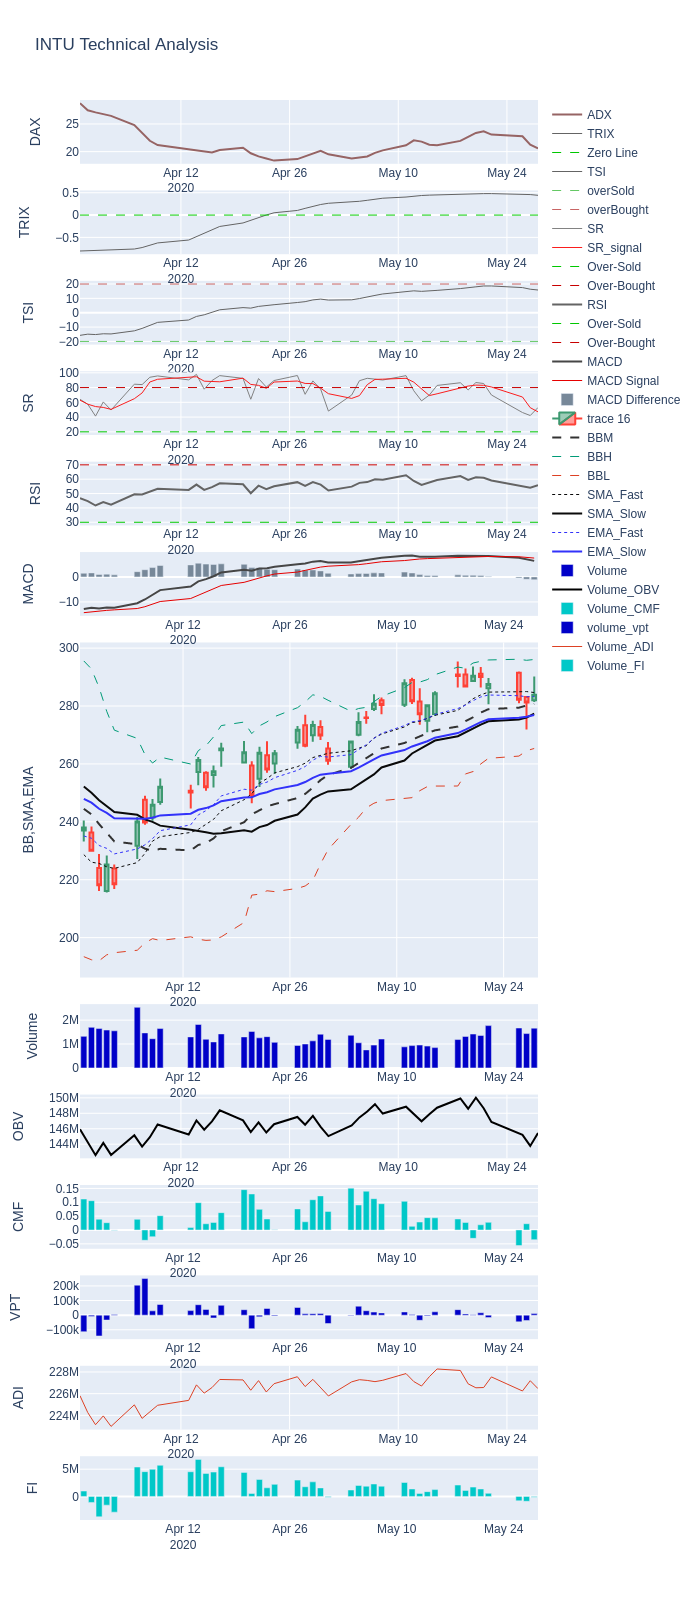 INTU Technical Analysis
DAX
25
20
Apr 12
2020
Apr 26
May 10
May 24
TRIX
0.5
0
−0.5
Apr 12
2020
Apr 26
May 10
May 24
TSI
20
10
0
−10
−20
Apr 12
2020
Apr 26
May 10
May 24
SR
100
80
60
40
20
Apr 12
2020
Apr 26
May 10
May 24
RSI
70
60
50
40
30
Apr 12
2020
Apr 26
May 10
May 24
MACD
0
−10
Apr 12
2020
Apr 26
May 10
May 24
BB,SMA,EMA
300
280
260
240
220
200
Apr 12
2020
Apr 26
May 10
May 24
Volume
2M
1M
0
Apr 12
2020
Apr 26
May 10
May 24
OBV
150M
148M
146M
144M
Apr 12
2020
Apr 26
May 10
May 24
CMF
0.15
0.1
0.05
0
−0.05
Apr 12
2020
Apr 26
May 10
May 24
VPT
200k
100k
0
−100k
Apr 12
2020
Apr 26
May 10
May 24
ADI
228M
226M
224M
Apr 12
2020
Apr 26
May 10
May 24
FI
5M
0
Apr 12
2020
Apr 26
May 10
May 24
ADX
TRIX
Zero Line
TSI
overSold
overBought
SR
SR_signal
Over-Sold
Over-Bought
RSI
Over-Sold
Over-Bought
MACD
MACD Signal
MACD Difference
trace 16
BBM
BBH
BBL
SMA_Fast
SMA_Slow
EMA_Fast
EMA_Slow
Volume
Volume_OBV
Volume_CMF
volume_vpt
Volume_ADI
Volume_FI